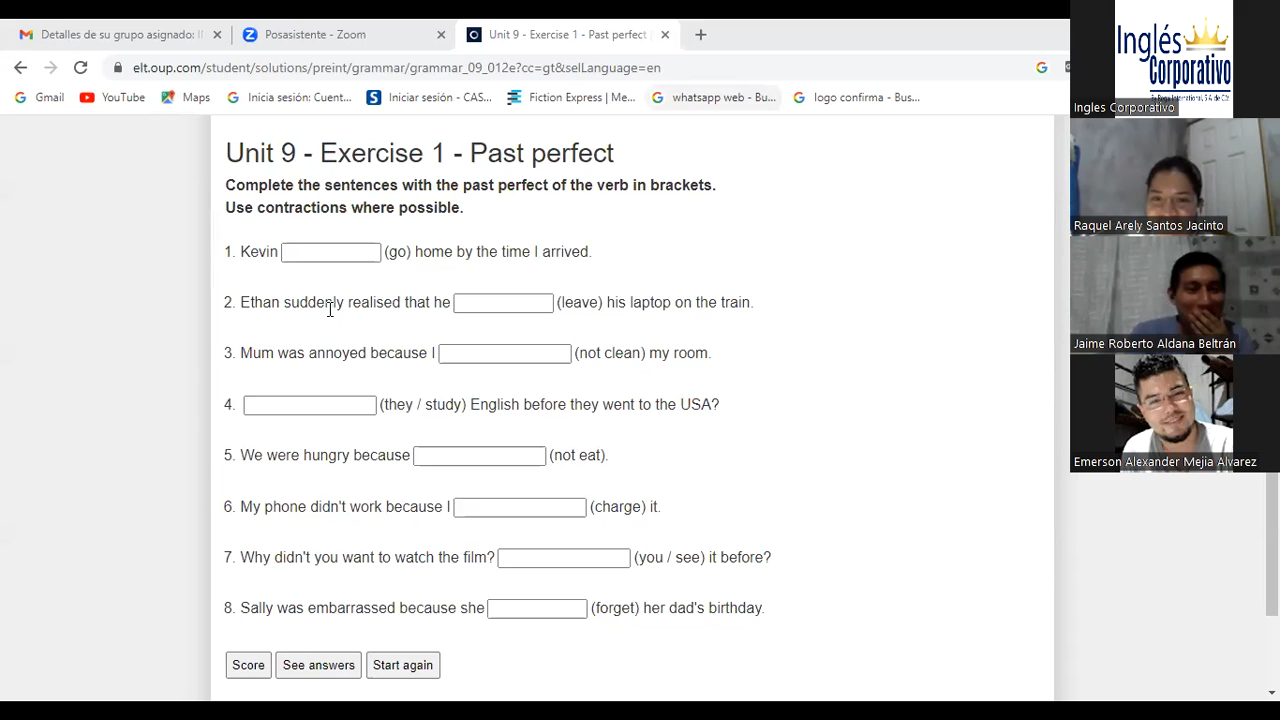 Detalles de su grupo asignado: I
Posasistente - Zoom
Unit 9 - Exercise 1 - Past perfect
elt.oup.com/student/solutions/preint/grammar/grammar_09_012e?cc=gt&selLanguage=en
Gmail
YouTube
Maps
Inicia sesión: Cuent...
Iniciar sesión - CAS...
Fiction Express | Me...
whatsapp web - Bu...
logo confirma - Bus...
Unit 9 - Exercise 1 - Past perfect
Complete the sentences with the past perfect of the verb in brackets.
Use contractions where possible.
1. Kevin (go) home by the time I arrived.
2. Ethan suddenly realised that he (leave) his laptop on the train.
3. Mum was annoyed because I (not clean) my room.
4. (they / study) English before they went to the USA?
5. We were hungry because (not eat).
6. My phone didn't work because I (charge) it.
7. Why didn't you want to watch the film? (you / see) it before?
8. Sally was embarrassed because she (forget) her dad's birthday.
Score
See answers
Start again
Inglés
Corporativo
Ingles Corporativo
Raquel Arely Santos Jacinto
Jaime Roberto Aldana Beltrán
Emerson Alexander Mejia Alvarez